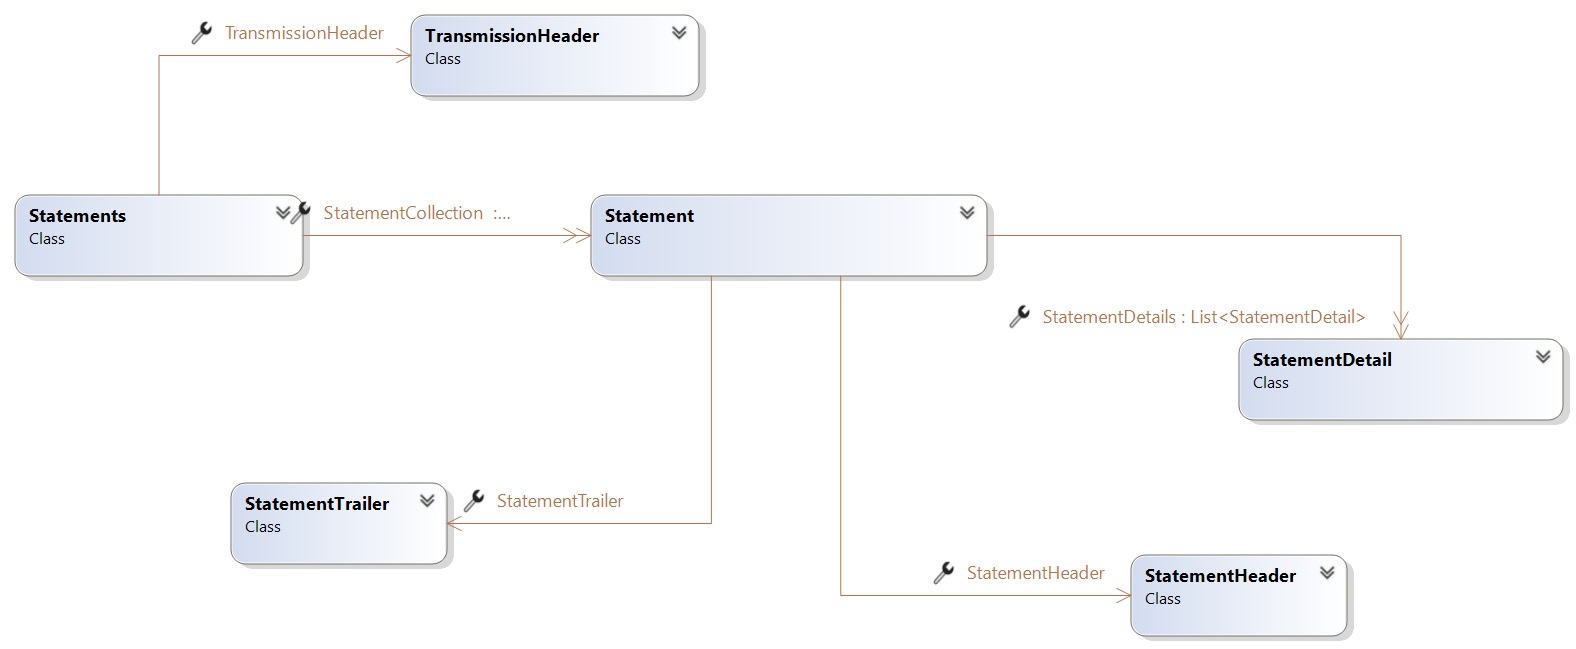 TransmissionHeader
TransmissionHeader
Class
Statements
Class
StatementCollection :...
Statement
Class
StatementDetails : List<StatementDetail>
StatementDetail
Class
StatementTrailer
Class
StatementTrailer
StatementHeader
StatementHeader
Class